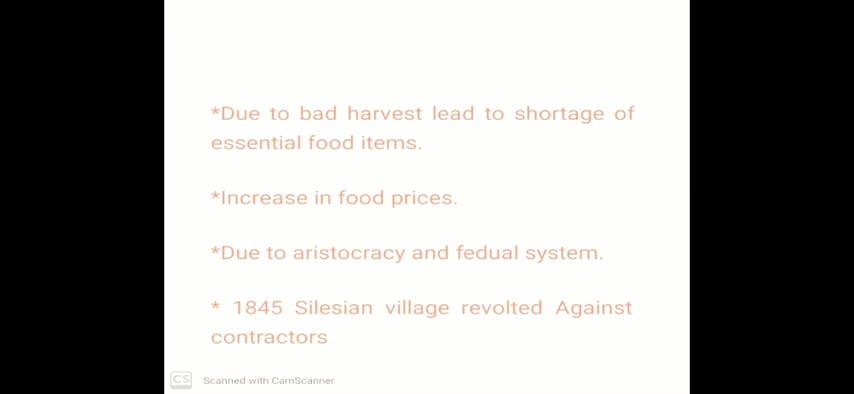 *Due to bad harvest lead to shortage of
essential food items.
*Increase in food prices.
*Due to aristocracy and fedual system.
* 1845 Silesian village revolted Against
contractors
CS Scanned with CamScanner